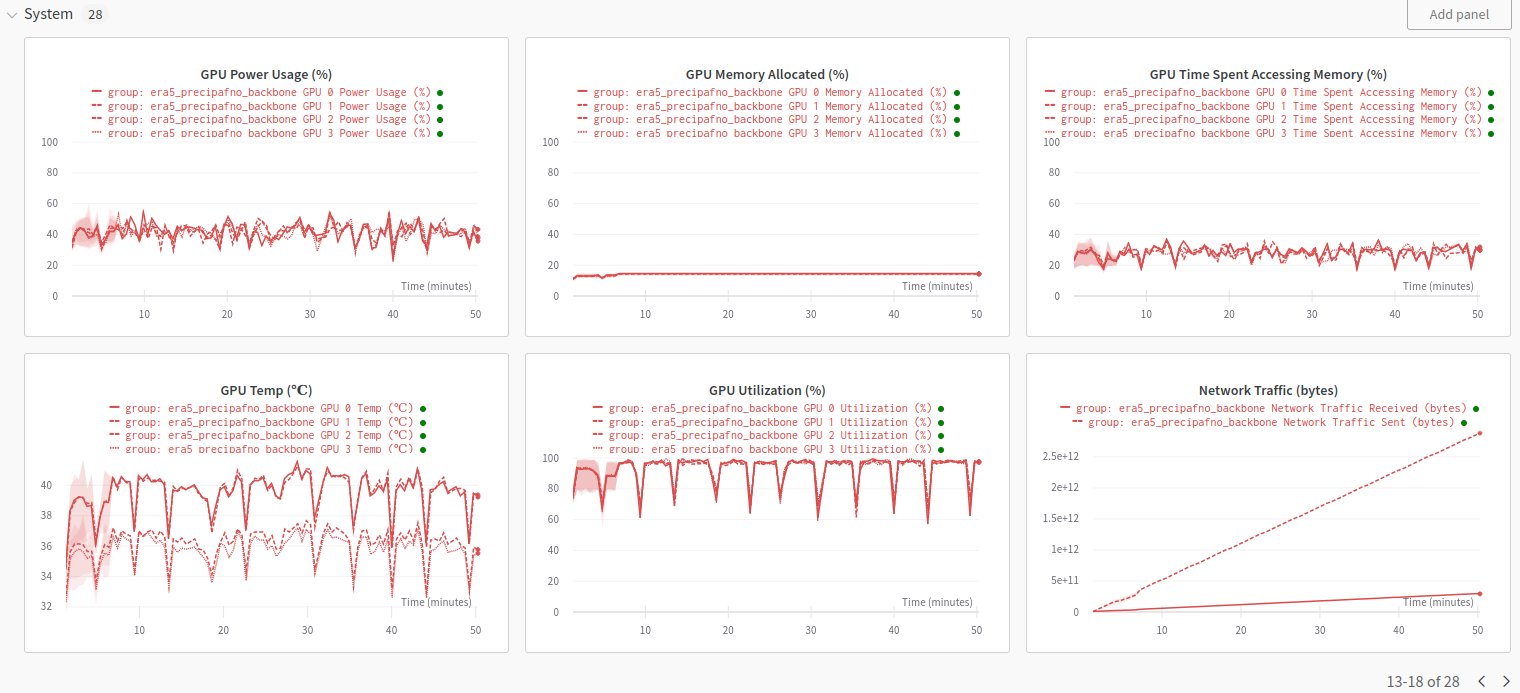 System 28
Add panel
GPU Power Usage (%)
group: era5_precipafno_backbone GPU 0 Power Usage (%)
group: era5_precipafno_backbone GPU 1 Power Usage (%)
group: era5_precipafno_backbone GPU 2 Power Usage (%)
group: era5_precipafno_backbone GPU 3 Power Usage (%)
100
80
60
40
20
0
Time (minutes)
10 20 30 40 50
GPU Memory Allocated (%)
group: era5_precipafno_backbone GPU 0 Memory Allocated (%)
group: era5_precipafno_backbone GPU 1 Memory Allocated (%)
group: era5_precipafno_backbone GPU 2 Memory Allocated (%)
group: era5_precipafno_backbone GPU 3 Memory Allocated (%)
100
80
60
40
20
0
Time (minutes)
10 20 30 40 50
GPU Time Spent Accessing Memory (%)
group: era5_precipafno_backbone GPU 0 Time Spent Accessing Memory (%)
group: era5_precipafno_backbone GPU 1 Time Spent Accessing Memory (%)
group: era5_precipafno_backbone GPU 2 Time Spent Accessing Memory (%)
group: era5_precipafno_backbone GPU 3 Time Spent Accessing Memory (%)
100
80
60
40
20
0
Time (minutes)
10 20 30 40 50
GPU Temp (℃)
group: era5_precipafno_backbone GPU 0 Temp (℃)
group: era5_precipafno_backbone GPU 1 Temp (℃)
group: era5_precipafno_backbone GPU 2 Temp (℃)
group: era5_precipafno_backbone GPU 3 Temp (℃)
40
38
36
34
32
Time (minutes)
10 20 30 40 50
GPU Utilization (%)
group: era5_precipafno_backbone GPU 0 Utilization (%)
group: era5_precipafno_backbone GPU 1 Utilization (%)
group: era5_precipafno_backbone GPU 2 Utilization (%)
group: era5_precipafno_backbone GPU 3 Utilization (%)
100
80
60
40
20
0
Time (minutes)
10 20 30 40 50
Network Traffic (bytes)
group: era5_precipafno_backbone Network Traffic Received (bytes)
group: era5_precipafno_backbone Network Traffic Sent (bytes)
2.5e+12
2e+12
1.5e+12
1e+12
5e+11
0
Time (minutes)
10 20 30 40 50
13-18 of 28